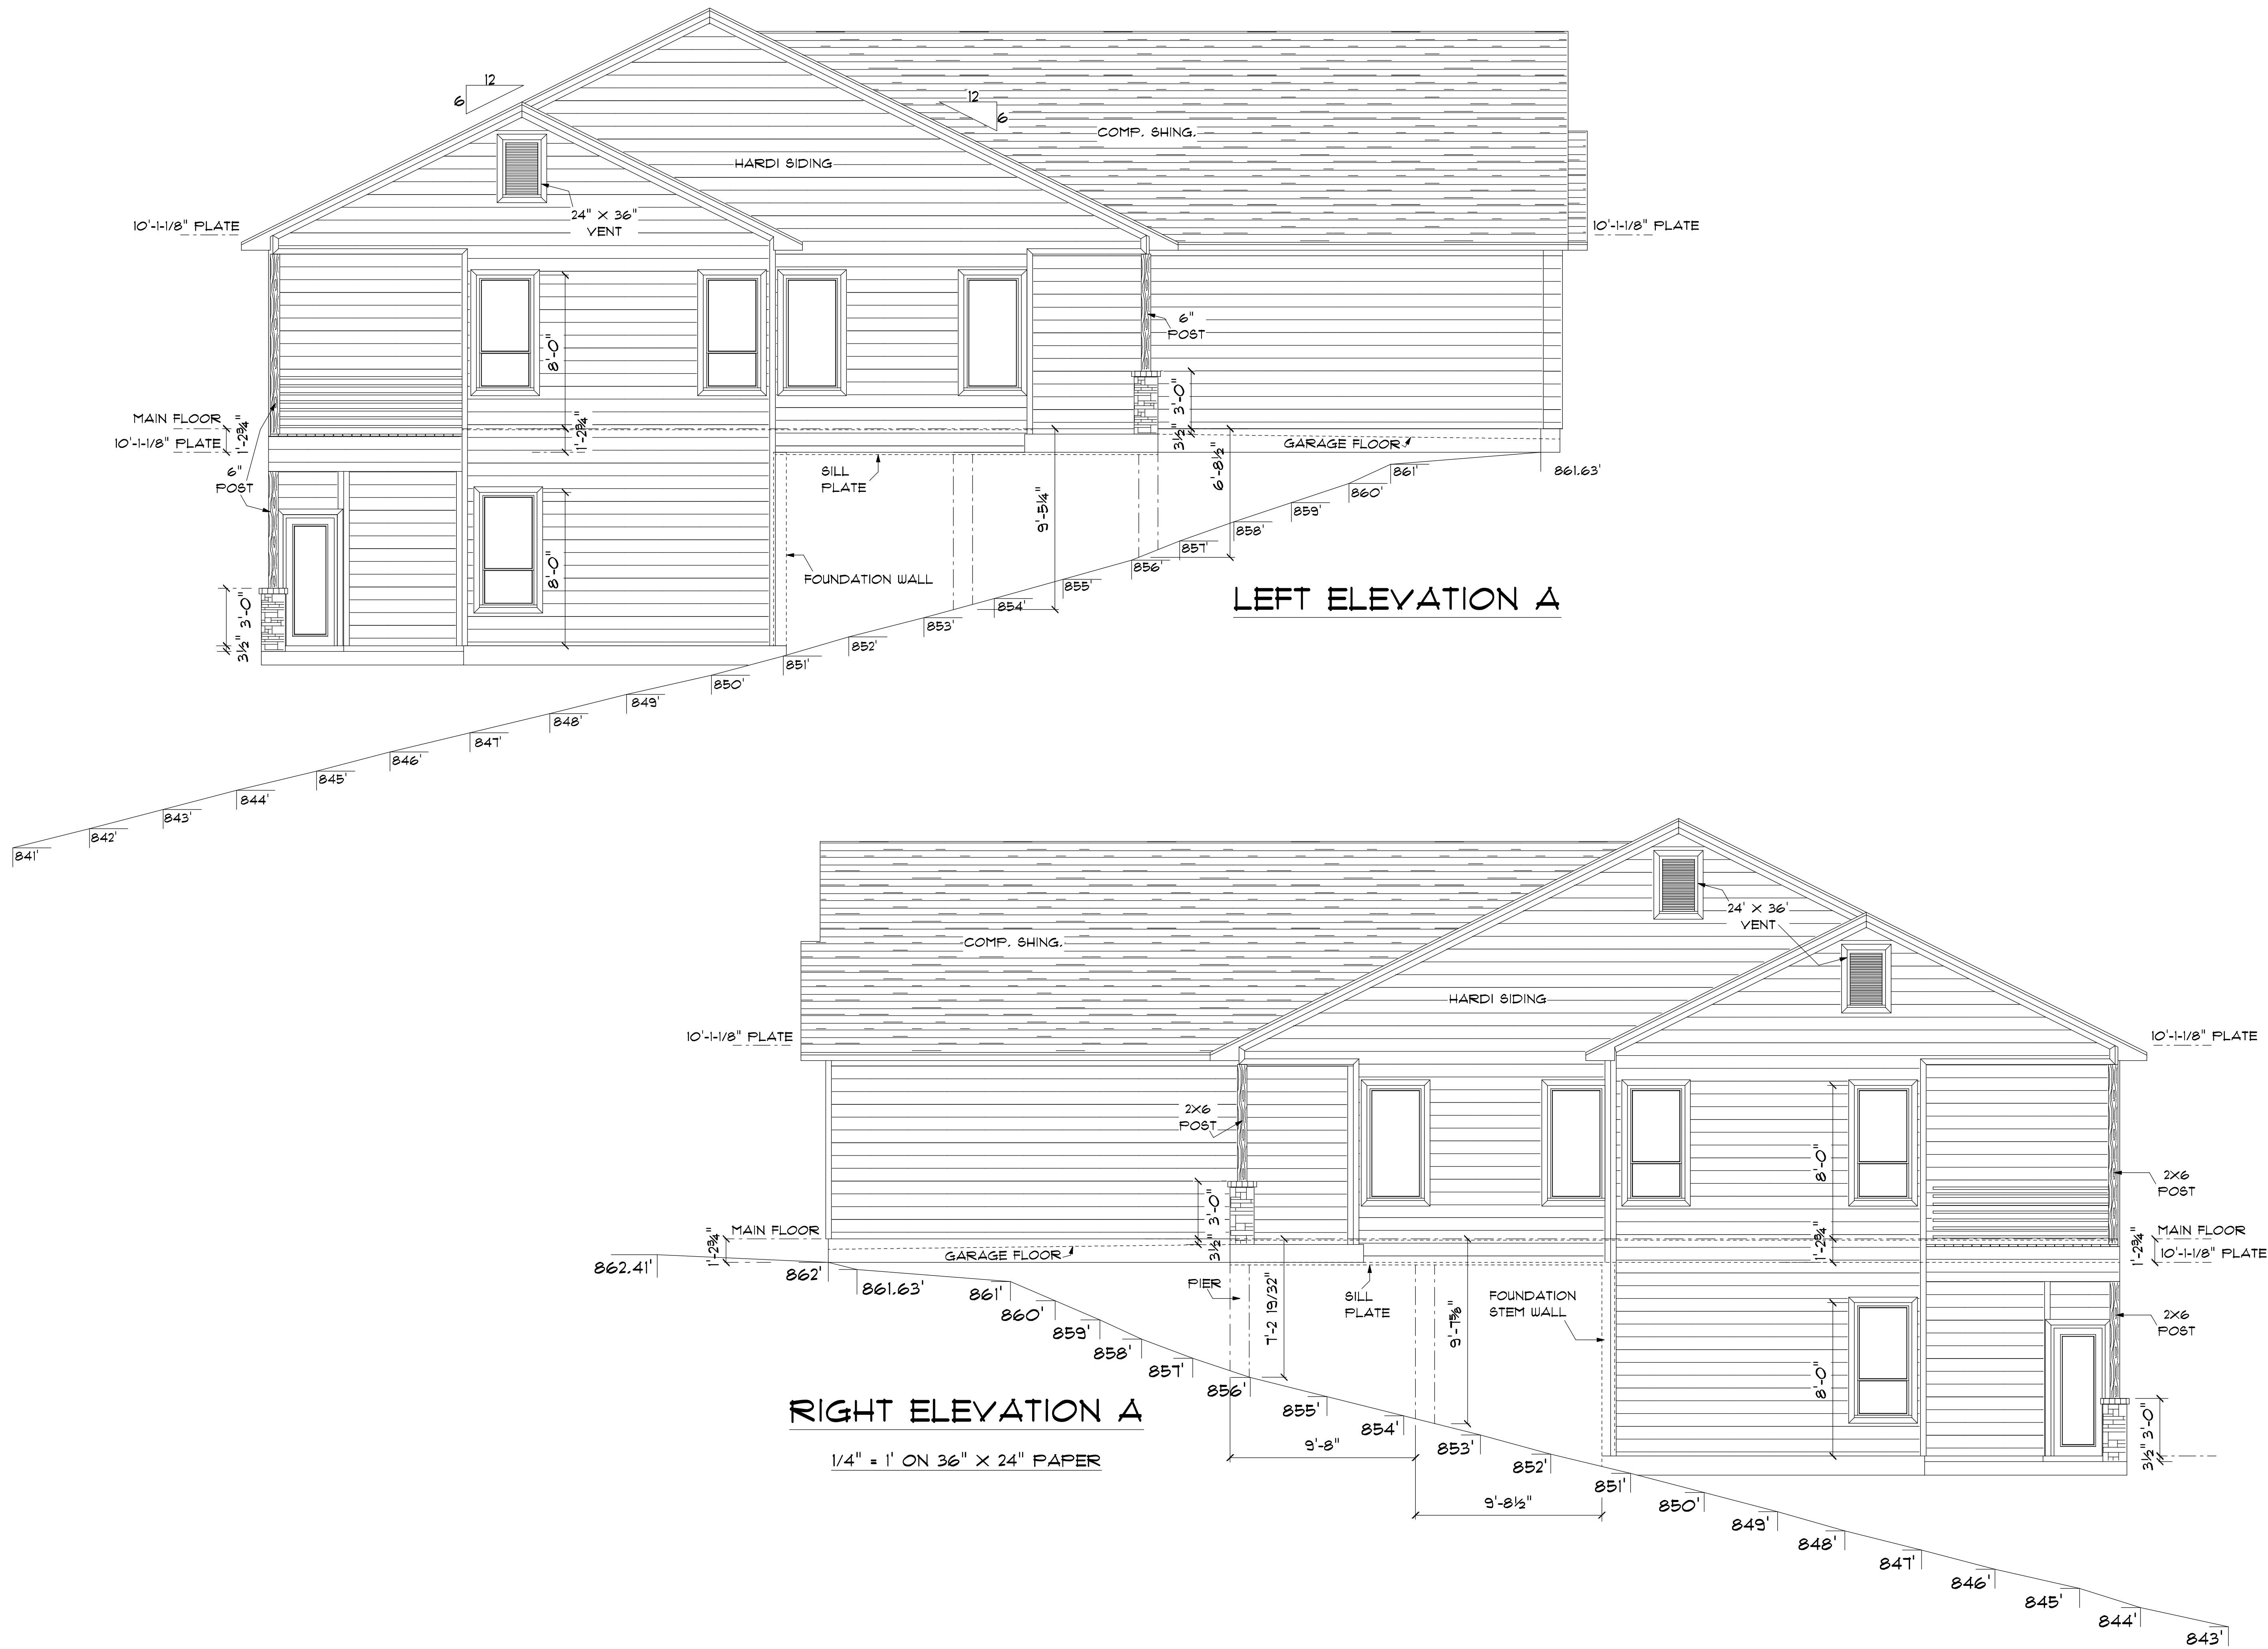 12
6
12
6
COMP. SHING.
HARDI SIDING
24" X 36"
VENT
10'-1-1/8" PLATE
10'-1-1/8" PLATE
6"
POST
8'-0"
3'-0"
3½"
MAIN FLOOR
1'-2¾"
10'-1-1/8" PLATE
1'-2¾"
GARAGE FLOOR
6'-8½"
6"
POST
SILL
PLATE
9'-5¼"
8'-0"
FOUNDATION WALL
3'-0"
3½"
861.63'
861'
860'
859'
858'
857'
856'
855'
854'
853'
852'
851'
850'
849'
848'
847'
846'
845'
844'
843'
842'
841'
LEFT ELEVATION A
24' X 36'
VENT
COMP. SHING.
HARDI SIDING
10'-1-1/8" PLATE
10'-1-1/8" PLATE
2X6
POST
8'-0"
2X6
POST
3'-0"
3½"
MAIN FLOOR
1'-2¾"
GARAGE FLOOR
1'-2¾"
MAIN FLOOR
1'-2¾"
10'-1-1/8" PLATE
PIER
7'-2 19/32"
SILL
PLATE
9'-7⅝"
FOUNDATION
STEM WALL
2X6
POST
8'-0"
3'-0"
3½"
862.41'
862'
861.63'
861'
860'
859'
858'
857'
856'
855'
854'
853'
852'
851'
850'
849'
848'
847'
846'
845'
844'
843'
9'-8"
9'-8½"
RIGHT ELEVATION A
1/4" = 1' ON 36" X 24" PAPER